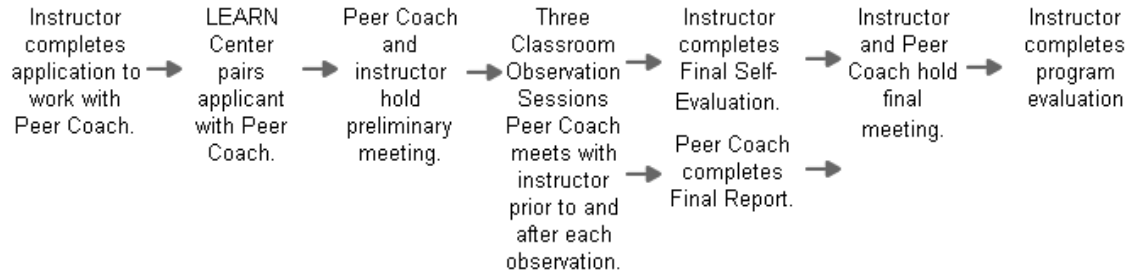 Instructor
completes
application to
work with
Peer Coach.
LEARN
Center
pairs
applicant
with Peer
Coach.
Peer Coach
and
instructor
hold
preliminary
meeting.
Three
Classroom
Observation
Sessions
Peer Coach
meets with
instructor
prior to and
after each
observation.
Instructor
completes
Final Self-
Evaluation.
Peer Coach
completes
Final Report.
Instructor
and Peer
Coach hold
final
meeting.
Instructor
completes
program
evaluation